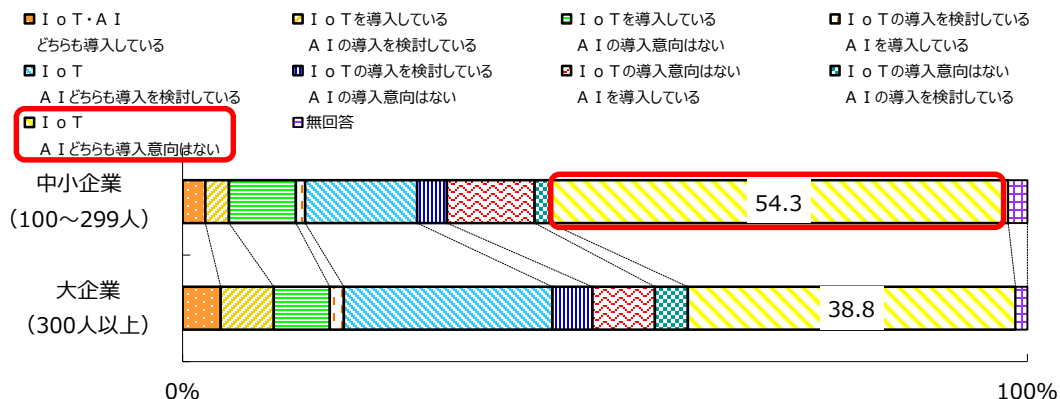 ＩｏＴ・ＡＩ
どちらも導入している
ＩｏＴを導入している
ＡＩの導入を検討している
ＩｏＴを導入している
ＡＩの導入意向はない
ＩｏＴの導入を検討している
ＡＩを導入している
ＩｏＴ
ＡＩどちらも導入を検討している
ＩｏＴの導入を検討している
ＡＩの導入意向はない
ＩｏＴの導入意向はない
ＡＩを導入している
ＩｏＴの導入意向はない
ＡＩの導入を検討している
ＩｏＴ
ＡＩどちらも導入意向はない
無回答
中小企業
（100～299人）
54.3
大企業
（300人以上）
38.8
0%
100%